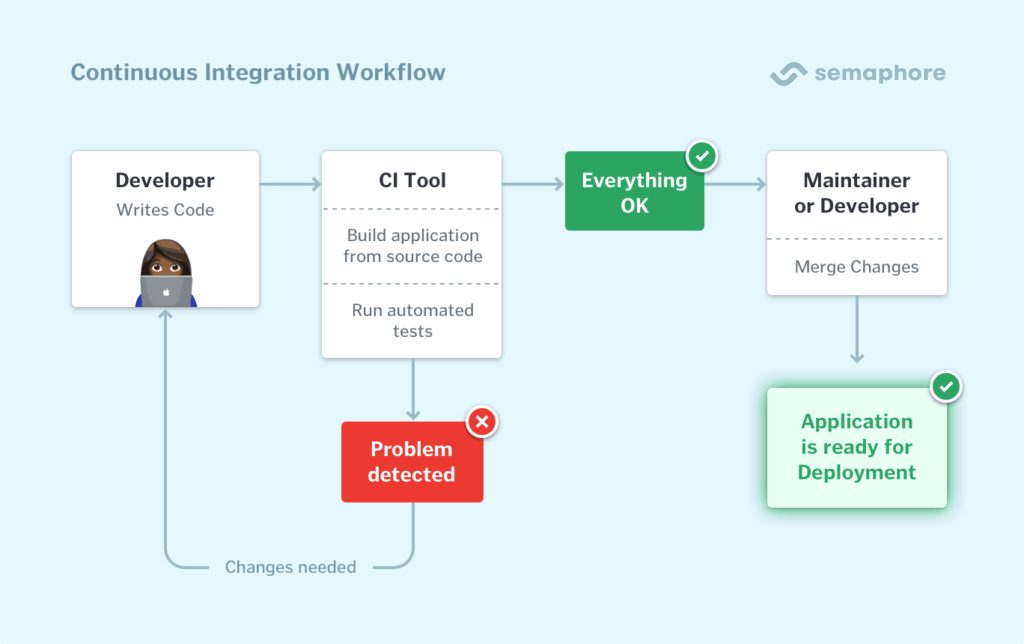 Continuous Integration Workflow
semaphore
Developer
Writes Code
CI Tool
Build application
from source code
Run automated
tests
Everything
OK
Maintainer
or Developer
Merge Changes
Problem
detected
Application
is ready for
Deployment
Changes needed